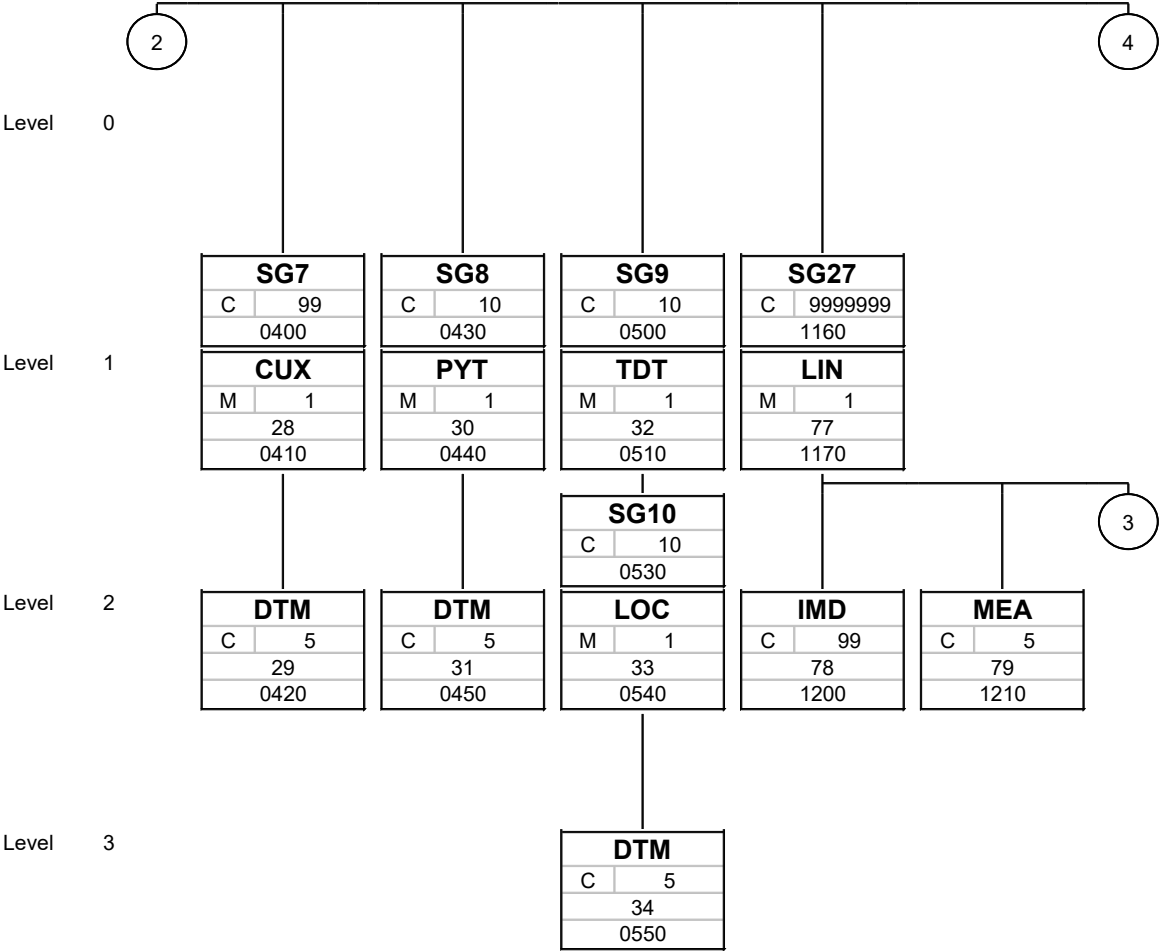 2 4
Level 0
SG7 SG8 SG9 SG27
C 99 C 10 C 10 C 9999999
0400 0430 0500 1160
Level 1
CUX PYT TDT LIN
M 1 M 1 M 1 M 1
28 30 32 77
0410 0440 0510 1170
SG10 3
C 10
0530
Level 2
DTM DTM LOC IMD MEA
C 5 C 5 M 1 C 99 C 5
29 31 33 78 79
0420 0450 0540 1200 1210
Level 3
DTM
C 5
34
0550